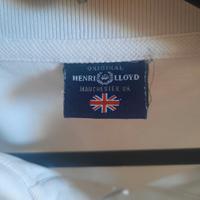 ORIGINAL
HENRI LLOYD
MANCHESTER UK